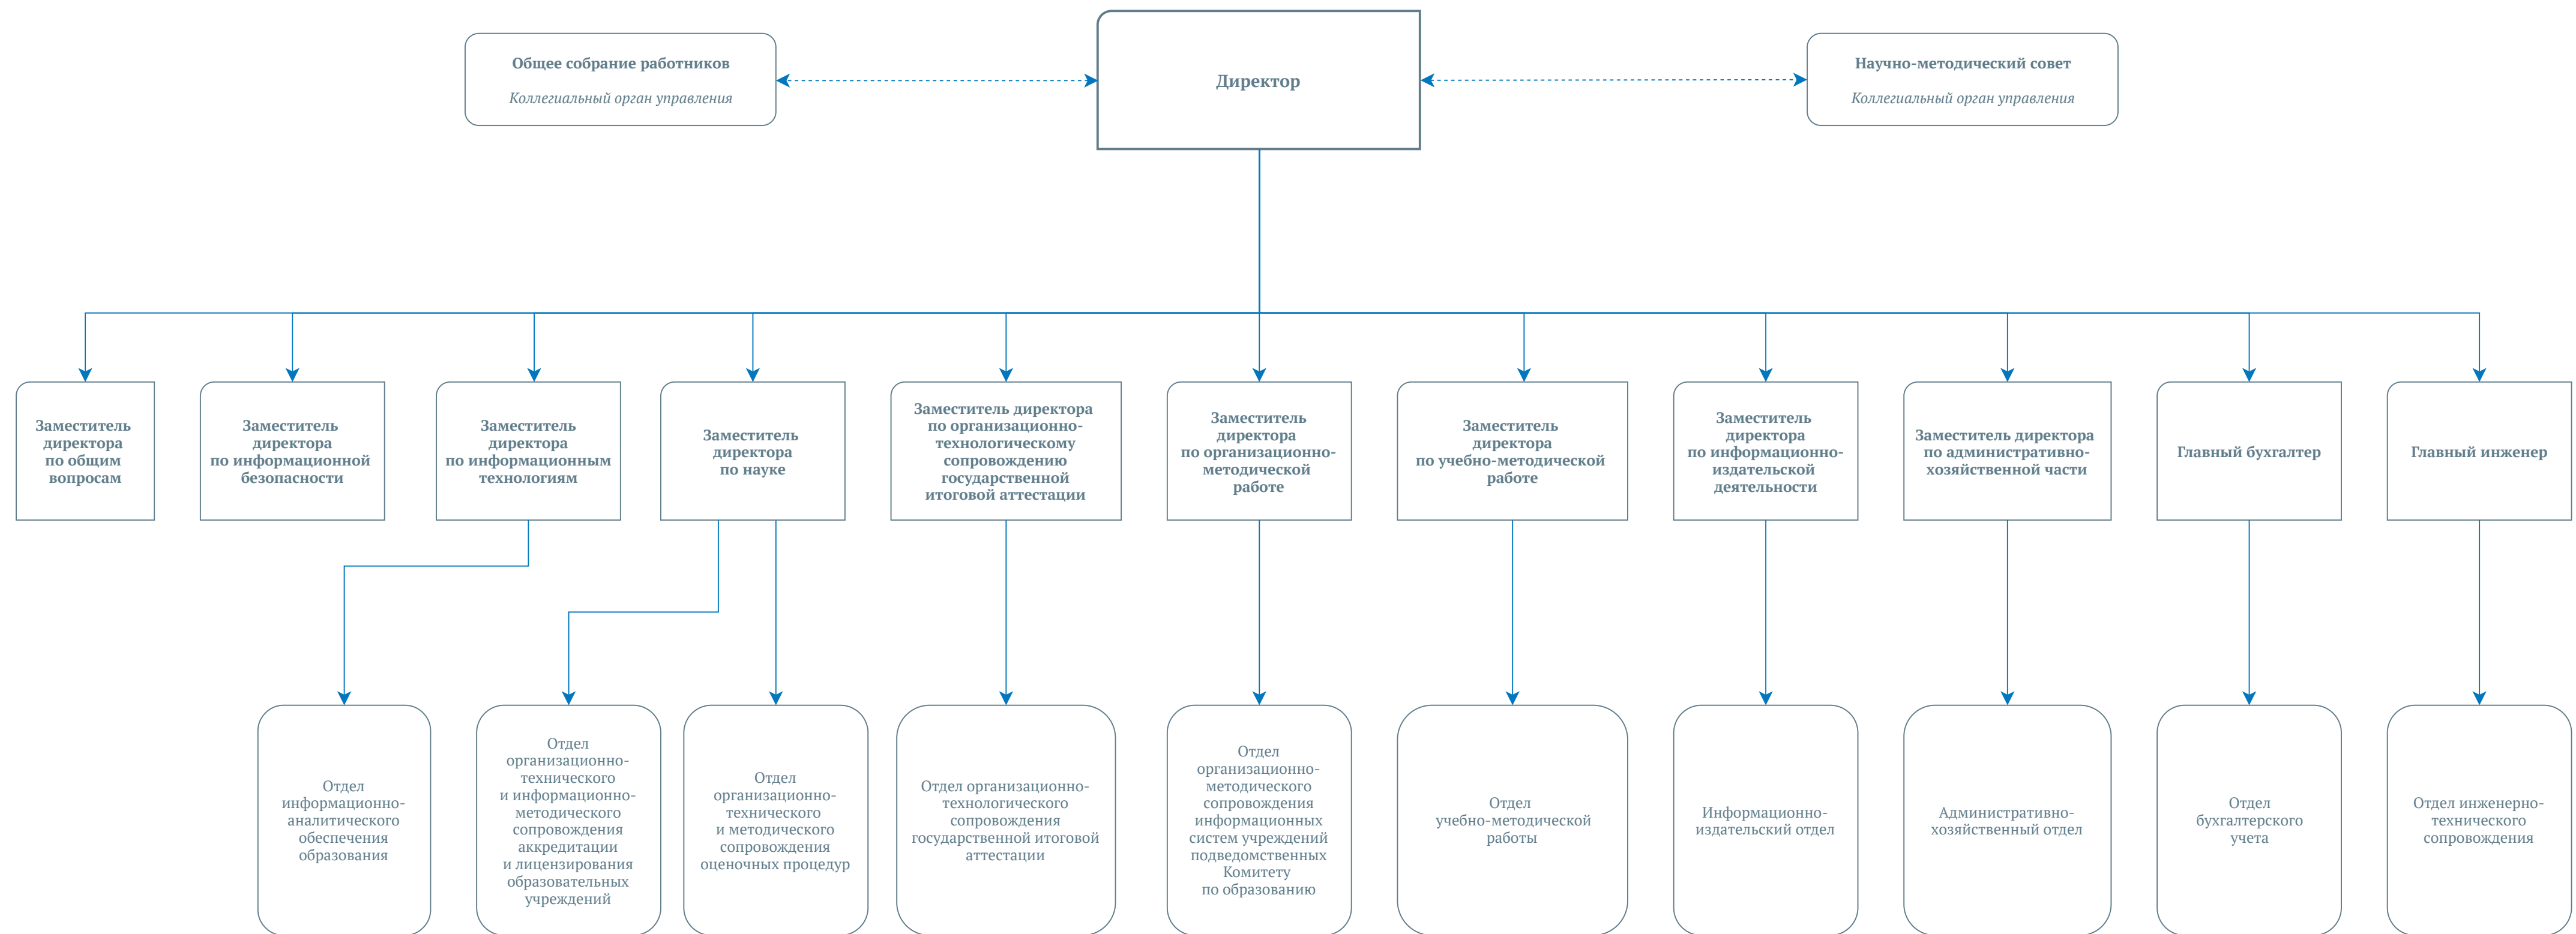 Общее собрание работников
Коллегиальный орган управления
Директор
Научно-методический совет
Коллегиальный орган управления
Заместитель
директора
по общим
вопросам
Заместитель
директора
по информационной
безопасности
Заместитель
директора
по информационным
технологиям
Заместитель
директора
по науке
Заместитель директора
по организационно-
технологическому
сопровождению
государственной
итоговой аттестации
Заместитель
директора
по организационно-
методической
работе
Заместитель
директора
по учебно-методической
работе
Заместитель
директора
по информационно-
издательской
деятельности
Заместитель директора
по административно-
хозяйственной части
Главный бухгалтер
Главный инженер
Отдел
информационно-
аналитического
обеспечения
образования
Отдел
организационно-
технического
и информационно-
методического
сопровождения
аккредитации
и лицензирования
образовательных
учреждений
Отдел
организационно-
технического
и методического
сопровождения
оценочных процедур
Отдел организационно-
технологического
сопровождения
государственной итоговой
аттестации
Отдел
организационно-
методического
сопровождения
информационных
систем учреждений
подведомственных
Комитету
по образованию
Отдел
учебно-методической
работы
Информационно-
издательский отдел
Административно-
хозяйственный отдел
Отдел
бухгалтерского
учета
Отдел инженерно-
технического
сопровождения